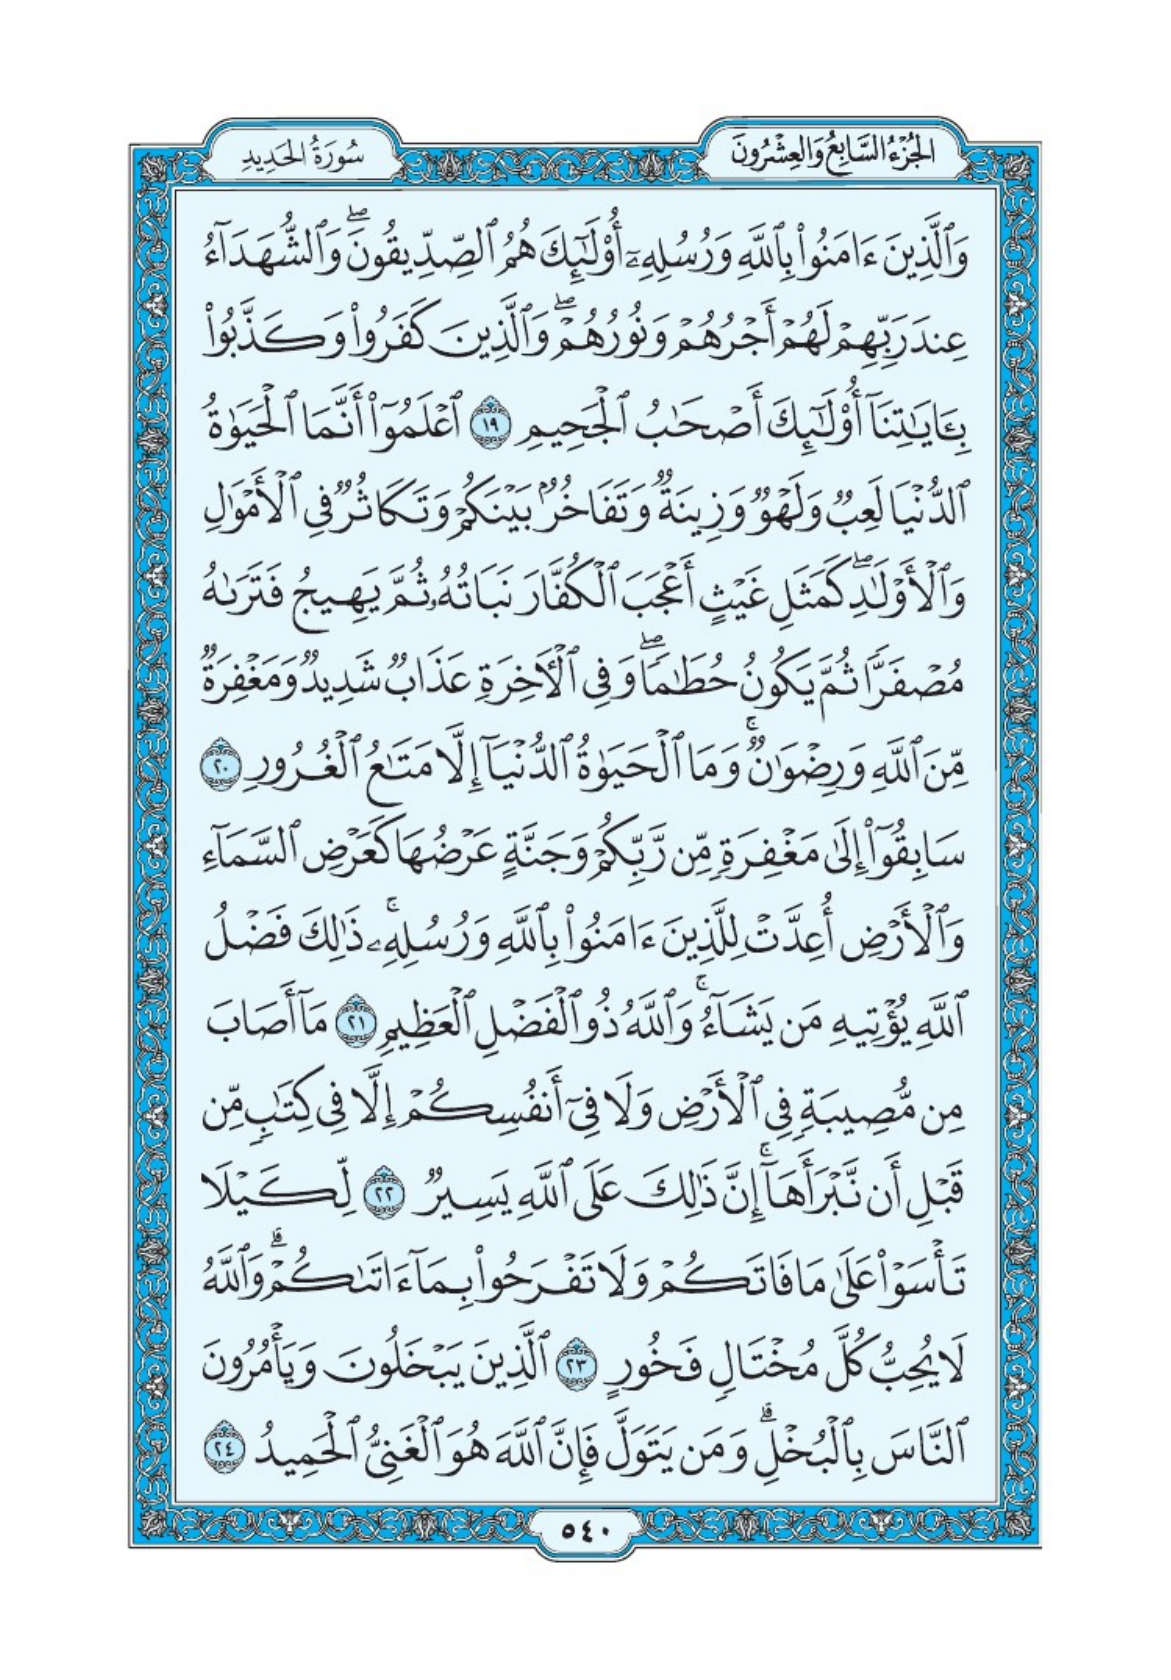 الجُزْءُ السَّابِعُ وَالعِشْرُونَ
سُورَةُ الحَدِيدِ
وَٱلَّذِينَ ءَامَنُوا۟ بِٱللَّهِ وَرُسُلِهِۦٓ أُو۟لَـٰٓئِكَ هُمُ ٱلصِّدِّيقُونَ ۖ وَٱلشُّهَدَآءُ
عِندَ رَبِّهِمْ لَهُمْ أَجْرُهُمْ وَنُورُهُمْ ۖ وَٱلَّذِينَ كَفَرُوا۟ وَكَذَّبُوا۟
بِـَٔايَـٰتِنَآ أُو۟لَـٰٓئِكَ أَصْحَـٰبُ ٱلْجَحِيمِ ١٩ ٱعْلَمُوٓا۟ أَنَّمَا ٱلْحَيَوٰةُ
ٱلدُّنْيَا لَعِبٌ وَلَهْوٌ وَزِينَةٌ وَتَفَاخُرٌۢ بَيْنَكُمْ وَتَكَاثُرٌ فِى ٱلْأَمْوَٰلِ
وَٱلْأَوْلَـٰدِ ۖ كَمَثَلِ غَيْثٍ أَعْجَبَ ٱلْكُفَّارَ نَبَاتُهُۥ ثُمَّ يَهِيجُ فَتَرَىٰهُ
مُصْفَرًّا ثُمَّ يَكُونُ حُطَـٰمًا ۖ وَفِى ٱلْـَٔاخِرَةِ عَذَابٌ شَدِيدٌ وَمَغْفِرَةٌ
مِّنَ ٱللَّهِ وَرِضْوَٰنٌ ۚ وَمَا ٱلْحَيَوٰةُ ٱلدُّنْيَآ إِلَّا مَتَـٰعُ ٱلْغُرُورِ ٢٠
سَابِقُوٓا۟ إِلَىٰ مَغْفِرَةٍ مِّن رَّبِّكُمْ وَجَنَّةٍ عَرْضُهَا كَعَرْضِ ٱلسَّمَآءِ
وَٱلْأَرْضِ أُعِدَّتْ لِلَّذِينَ ءَامَنُوا۟ بِٱللَّهِ وَرُسُلِهِۦ ۚ ذَٰلِكَ فَضْلُ
ٱللَّهِ يُؤْتِيهِ مَن يَشَآءُ ۚ وَٱللَّهُ ذُو ٱلْفَضْلِ ٱلْعَظِيمِ ٢١ مَآ أَصَابَ
مِن مُّصِيبَةٍ فِى ٱلْأَرْضِ وَلَا فِىٓ أَنفُسِكُمْ إِلَّا فِى كِتَـٰبٍ مِّن
قَبْلِ أَن نَّبْرَأَهَآ ۚ إِنَّ ذَٰلِكَ عَلَى ٱللَّهِ يَسِيرٌ ٢٢ لِّكَيْلَا
تَأْسَوْا۟ عَلَىٰ مَا فَاتَكُمْ وَلَا تَفْرَحُوا۟ بِمَآ ءَاتَىٰكُمْ ۗ وَٱللَّهُ
لَا يُحِبُّ كُلَّ مُخْتَالٍ فَخُورٍ ٢٣ ٱلَّذِينَ يَبْخَلُونَ وَيَأْمُرُونَ
ٱلنَّاسَ بِٱلْبُخْلِ ۗ وَمَن يَتَوَلَّ فَإِنَّ ٱللَّهَ هُوَ ٱلْغَنِىُّ ٱلْحَمِيدُ ٢٤
٥٤٠